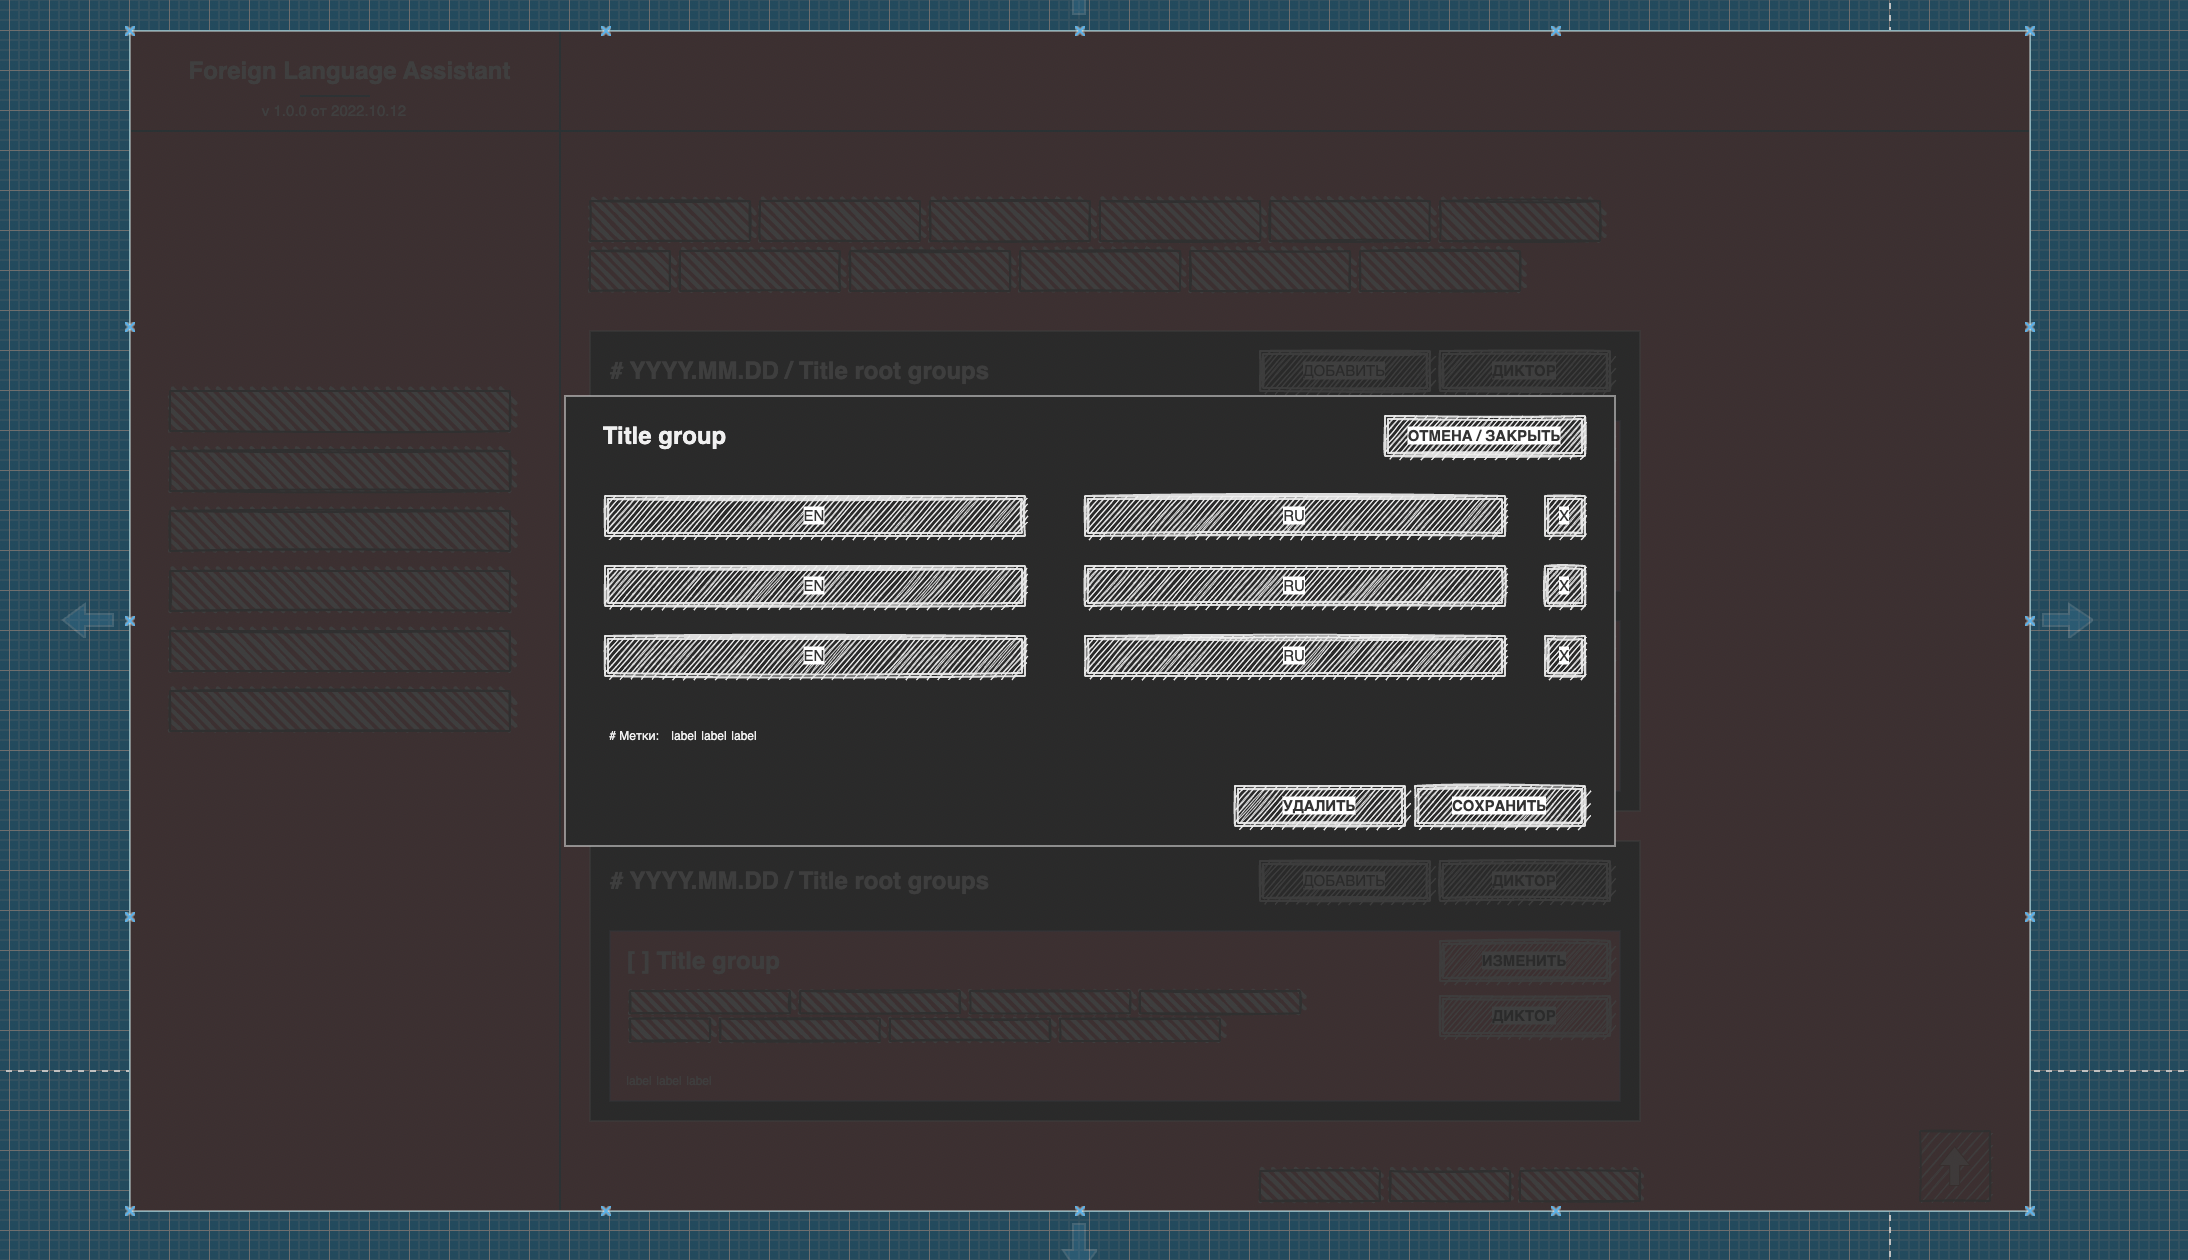 Foreign Language Assistant
v 1.0.0 от 2022.10.12
# YYYY.MM.DD / Title root groups
ДОБАВИТЬ ДИКТОР
Title group
ОТМЕНА / ЗАКРЫТЬ
EN RU X
EN RU X
EN RU X
# Метки: label label label
УДАЛИТЬ СОХРАНИТЬ
# YYYY.MM.DD / Title root groups
ДОБАВИТЬ ДИКТОР
[ ] Title group
ИЗМЕНИТЬ
ДИКТОР
label label label